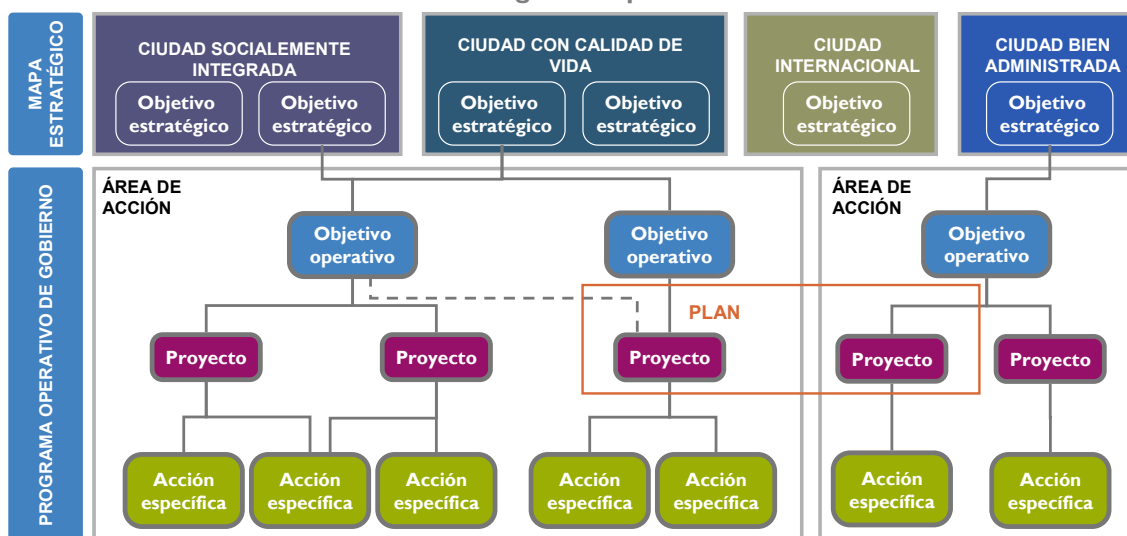 MAPA
ESTRATÉGICO
CIUDAD SOCIALEMENTE
INTEGRADA
Objetivo
estratégico
Objetivo
estratégico
CIUDAD CON CALIDAD DE
VIDA
Objetivo
estratégico
Objetivo
estratégico
CIUDAD
INTERNACIONAL
Objetivo
estratégico
CIUDAD BIEN
ADMINISTRADA
Objetivo
estratégico
PROGRAMA OPERATIVO DE GOBIERNO
ÁREA DE
ACCIÓN
Objetivo
operativo
Objetivo
operativo
PLAN
Proyecto
Proyecto
Proyecto
Acción
específica
Acción
específica
Acción
específica
Acción
específica
Acción
específica
ÁREA DE
ACCIÓN
Objetivo
operativo
Proyecto
Proyecto
Acción
específica
Acción
específica